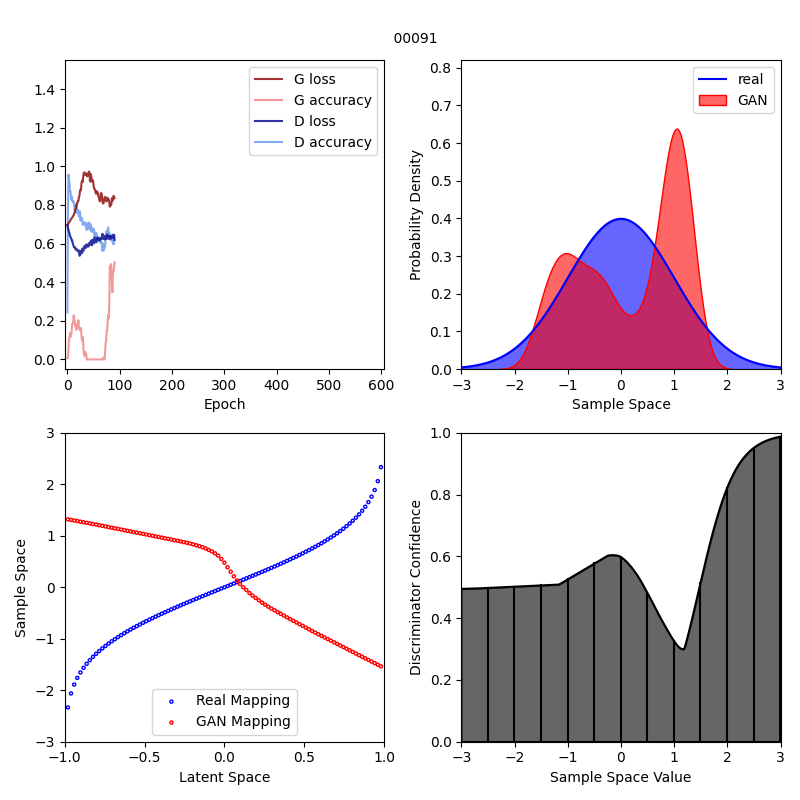 00091
G loss
G accuracy
D loss
D accuracy
1.4
1.2
1.0
0.8
0.6
0.4
0.2
0.0
0 100 200 300 400 500 600
Epoch
real
GAN
Probability Density
0.8
0.7
0.6
0.5
0.4
0.3
0.2
0.1
0.0
−3 −2 −1 0 1 2 3
Sample Space
Sample Space
3
2
1
0
−1
−2
−3
Real Mapping
GAN Mapping
−1.0 −0.5 0.0 0.5 1.0
Latent Space
Discriminator Confidence
1.0
0.8
0.6
0.4
0.2
0.0
−3 −2 −1 0 1 2 3
Sample Space Value